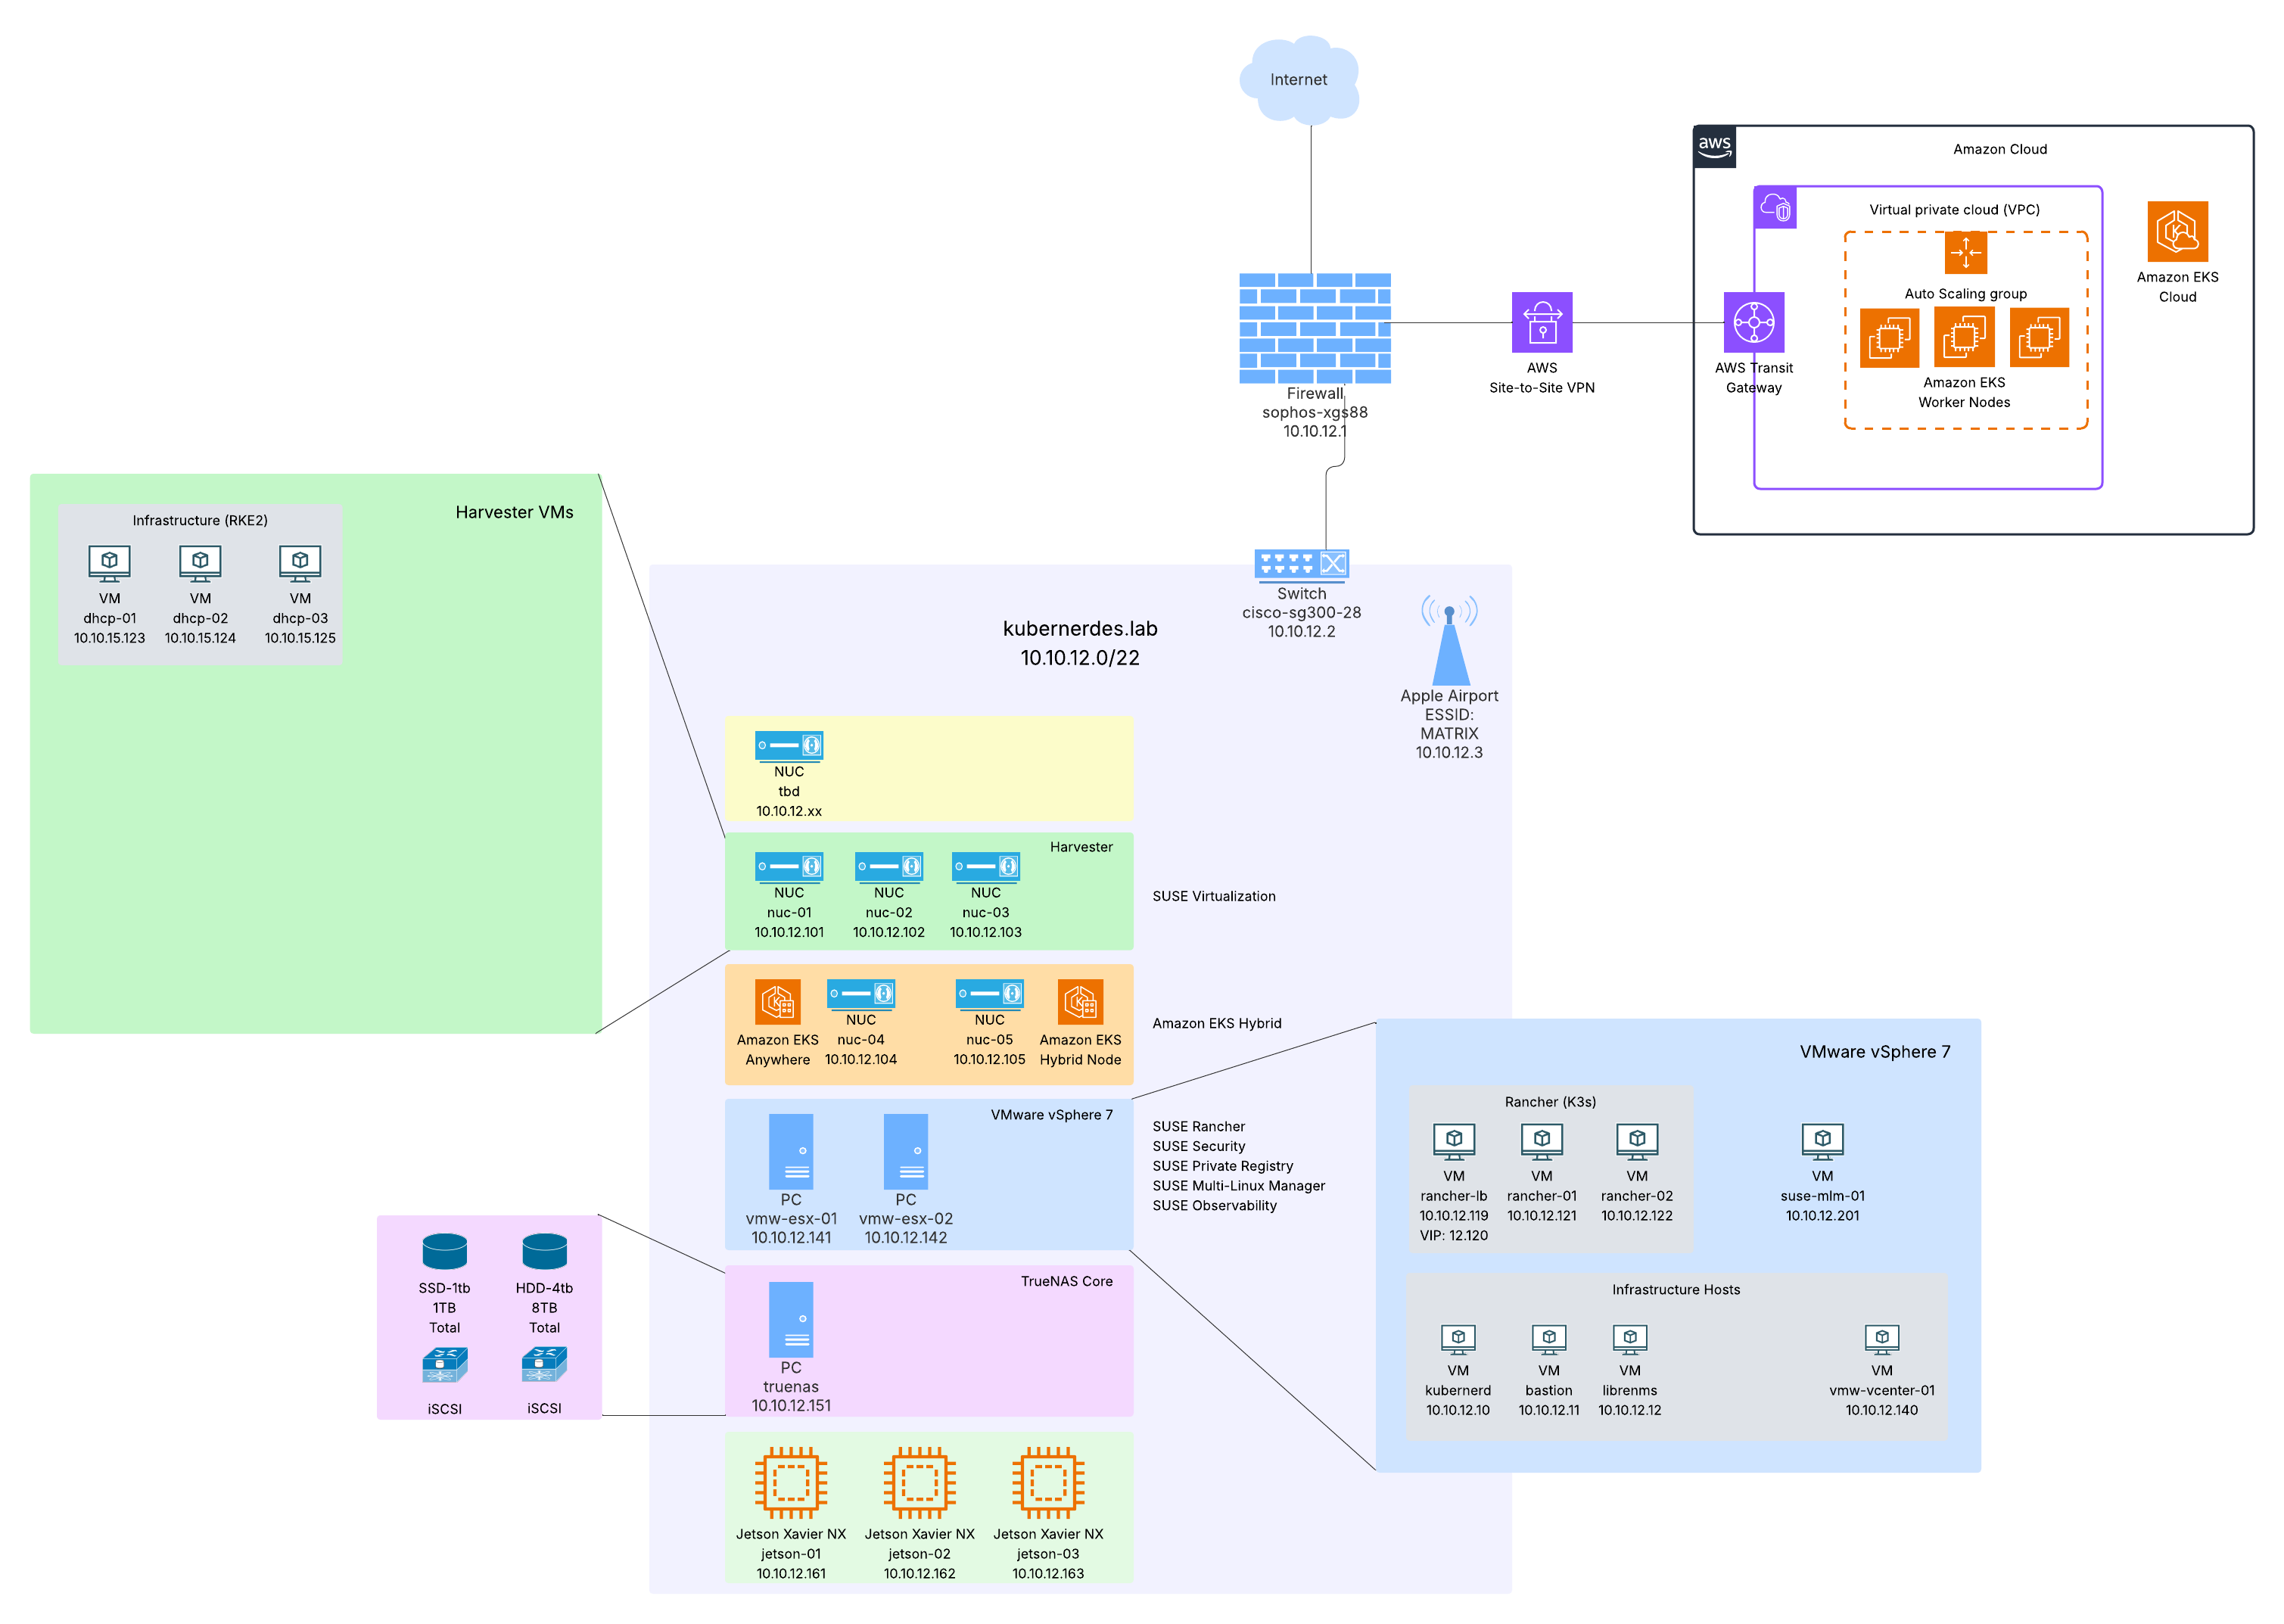 Internet
aws
Amazon Cloud
Virtual private cloud (VPC)
Auto Scaling group
Amazon EKS
Worker Nodes
Amazon EKS
Cloud
AWS
Site-to-Site VPN
AWS Transit
Gateway
Firewall
sophos-xgs88
10.10.12.1
Harvester VMs
Infrastructure (RKE2)
VM
dhcp-01
10.10.15.123
VM
dhcp-02
10.10.15.124
VM
dhcp-03
10.10.15.125
Switch
cisco-sg300-28
10.10.12.2
kubernerdes.lab
10.10.12.0/22
Apple Airport
ESSID:
MATRIX
10.10.12.3
NUC
tbd
10.10.12.xx
Harvester
NUC
nuc-01
10.10.12.101
NUC
nuc-02
10.10.12.102
NUC
nuc-03
10.10.12.103
SUSE Virtualization
Amazon EKS
Anywhere
NUC
nuc-04
10.10.12.104
NUC
nuc-05
10.10.12.105
Amazon EKS
Hybrid Node
Amazon EKS Hybrid
VMware vSphere 7
PC
vmw-esx-01
10.10.12.141
PC
vmw-esx-02
10.10.12.142
SUSE Rancher
SUSE Security
SUSE Private Registry
SUSE Multi-Linux Manager
SUSE Observability
VMware vSphere 7
Rancher (K3s)
VM
rancher-lb
10.10.12.119
VIP: 12.120
VM
rancher-01
10.10.12.121
VM
rancher-02
10.10.12.122
VM
suse-mlm-01
10.10.12.201
Infrastructure Hosts
VM
kubernerd
10.10.12.10
VM
bastion
10.10.12.11
VM
librenms
10.10.12.12
VM
vmw-vcenter-01
10.10.12.140
SSD-1tb
1TB
Total
iSCSI
HDD-4tb
8TB
Total
iSCSI
TrueNAS Core
PC
truenas
10.10.12.151
Jetson Xavier NX
jetson-01
10.10.12.161
Jetson Xavier NX
jetson-02
10.10.12.162
Jetson Xavier NX
jetson-03
10.10.12.163